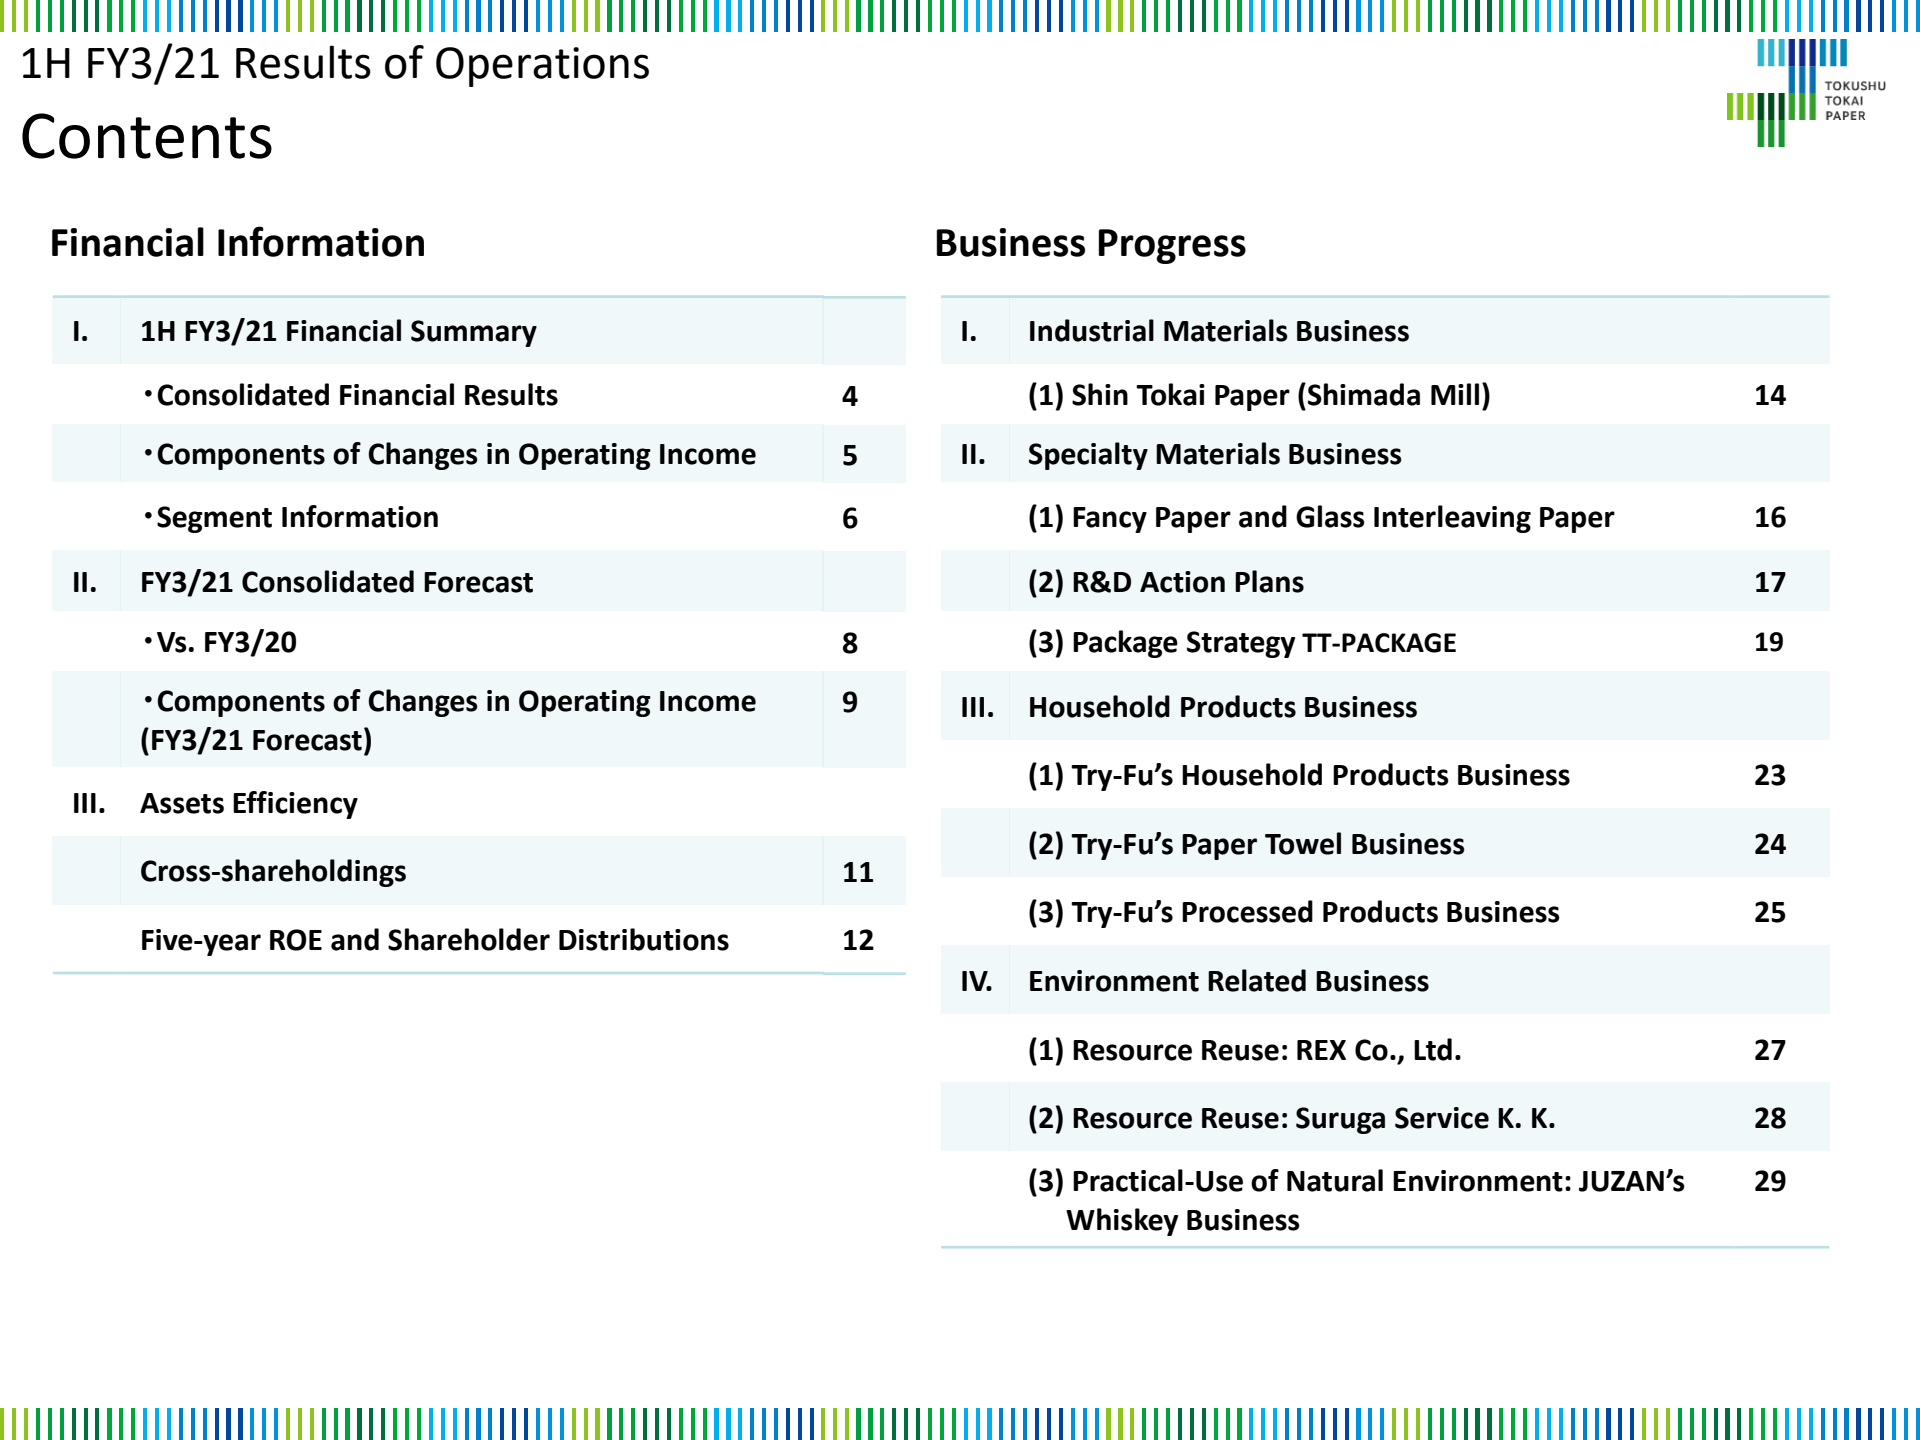 1H FY3/21 Results of Operations
Contents
TOKUSHU
TOKAI
PAPER
Financial Information
I. 1H FY3/21 Financial Summary
・Consolidated Financial Results 4
・Components of Changes in Operating Income 5
・Segment Information 6
II. FY3/21 Consolidated Forecast
・Vs. FY3/20 8
・Components of Changes in Operating Income 9
(FY3/21 Forecast)
III. Assets Efficiency
Cross-shareholdings 11
Five-year ROE and Shareholder Distributions 12
Business Progress
I. Industrial Materials Business
(1) Shin Tokai Paper (Shimada Mill) 14
II. Specialty Materials Business
(1) Fancy Paper and Glass Interleaving Paper 16
(2) R&D Action Plans 17
(3) Package Strategy TT-PACKAGE 19
III. Household Products Business
(1) Try-Fu’s Household Products Business 23
(2) Try-Fu’s Paper Towel Business 24
(3) Try-Fu’s Processed Products Business 25
IV. Environment Related Business
(1) Resource Reuse: REX Co., Ltd. 27
(2) Resource Reuse: Suruga Service K. K. 28
(3) Practical-Use of Natural Environment: JUZAN’s 29
Whiskey Business